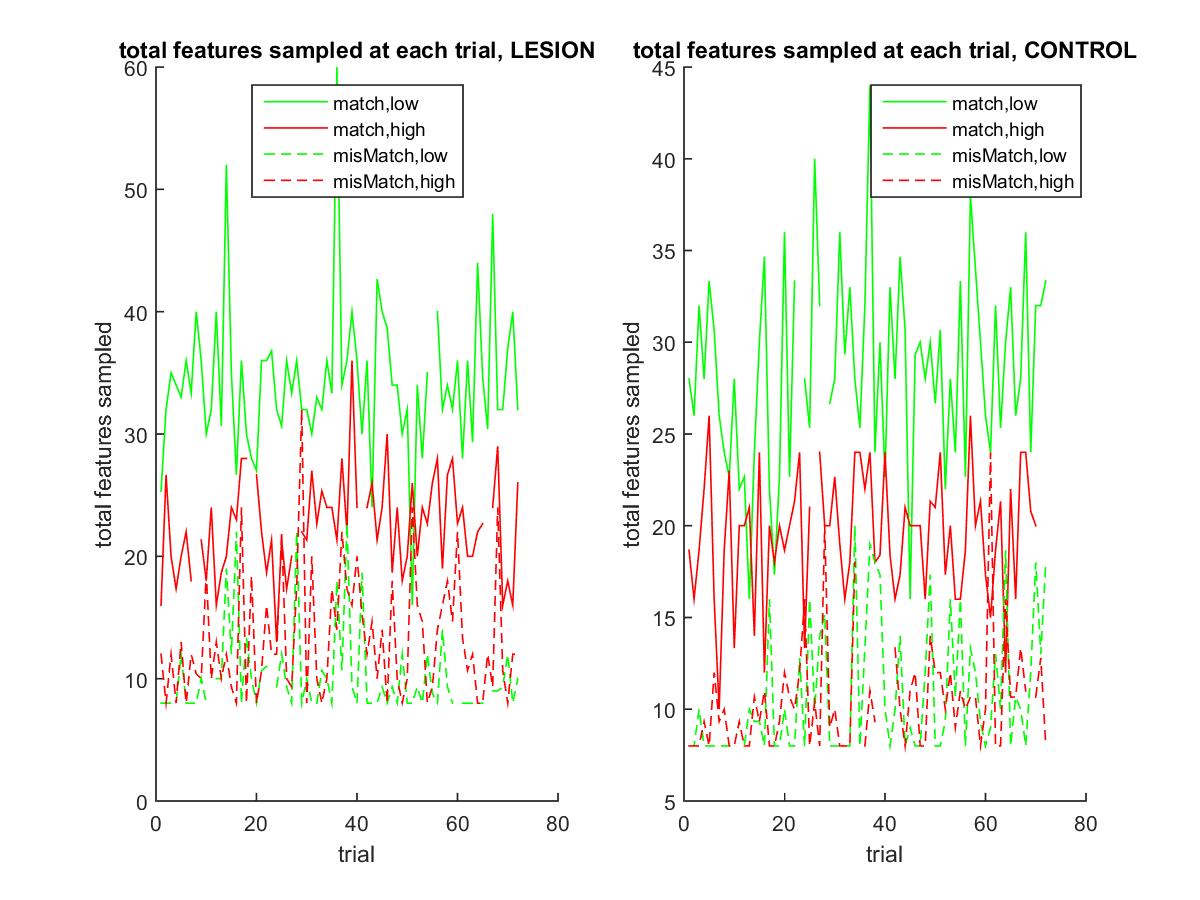 total features sampled at each trial, LESION
60
50
40
30
20
10
0
total features sampled
match,low
match,high
misMatch,low
misMatch,high
0 20 40 60 80
trial
total features sampled at each trial, CONTROL
45
40
35
30
25
20
15
10
5
total features sampled
match,low
match,high
misMatch,low
misMatch,high
0 20 40 60 80
trial